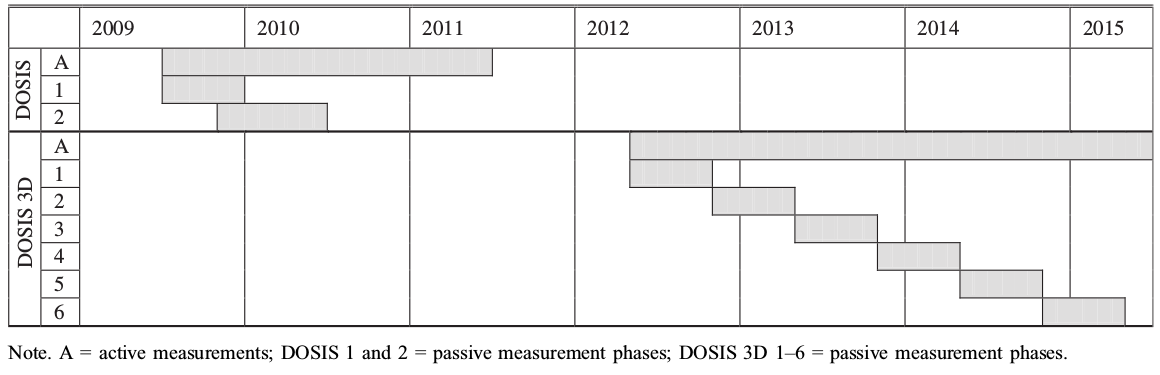 2009 2010 2011 2012 2013 2014 2015
DOSIS
A
1
2
DOSIS 3D
A
1
2
3
4
5
6
Note. A = active measurements; DOSIS 1 and 2 = passive measurement phases; DOSIS 3D 1–6 = passive measurement phases.